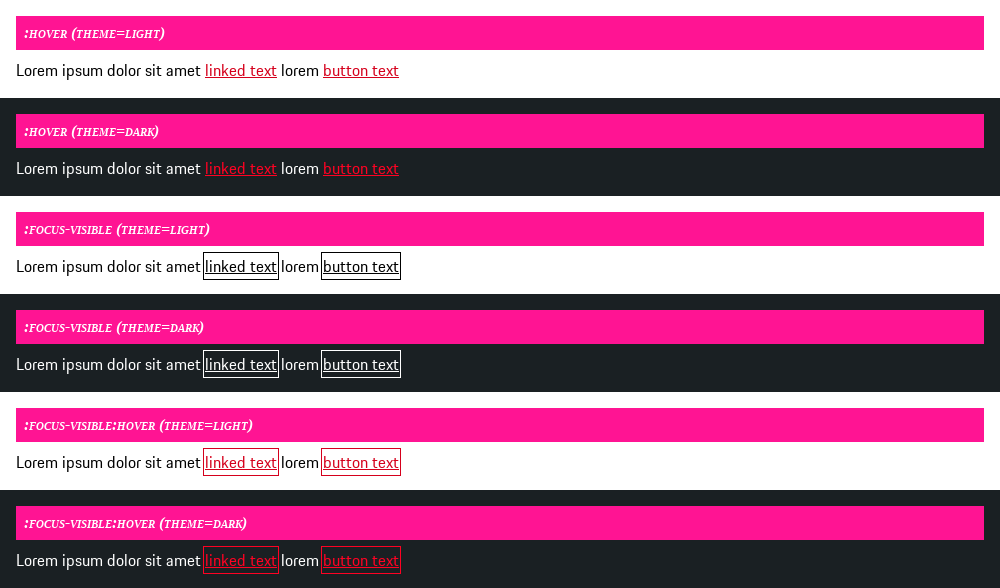 :hover (theme=light)
Lorem ipsum dolor sit amet linked text lorem button text
:hover (theme=dark)
Lorem ipsum dolor sit amet linked text lorem button text
:focus-visible (theme=light)
Lorem ipsum dolor sit amet linked text lorem button text
:focus-visible (theme=dark)
Lorem ipsum dolor sit amet linked text lorem button text
:focus-visible:hover (theme=light)
Lorem ipsum dolor sit amet linked text lorem button text
:focus-visible:hover (theme=dark)
Lorem ipsum dolor sit amet linked text lorem button text